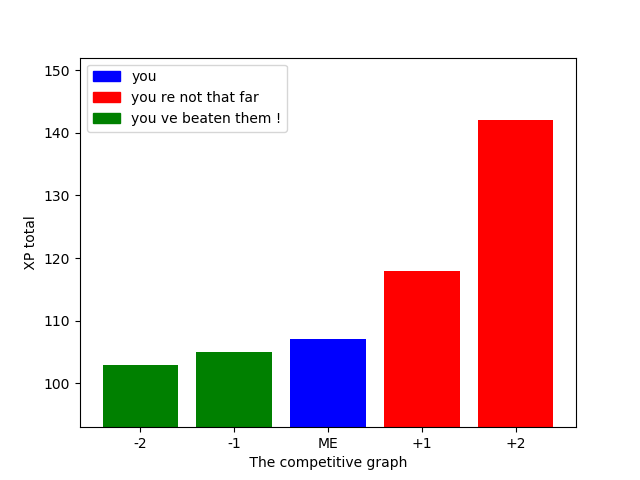 you
you re not that far
you ve beaten them !
XP total
150
140
130
120
110
100
-2
-1
ME
+1
+2
The competitive graph